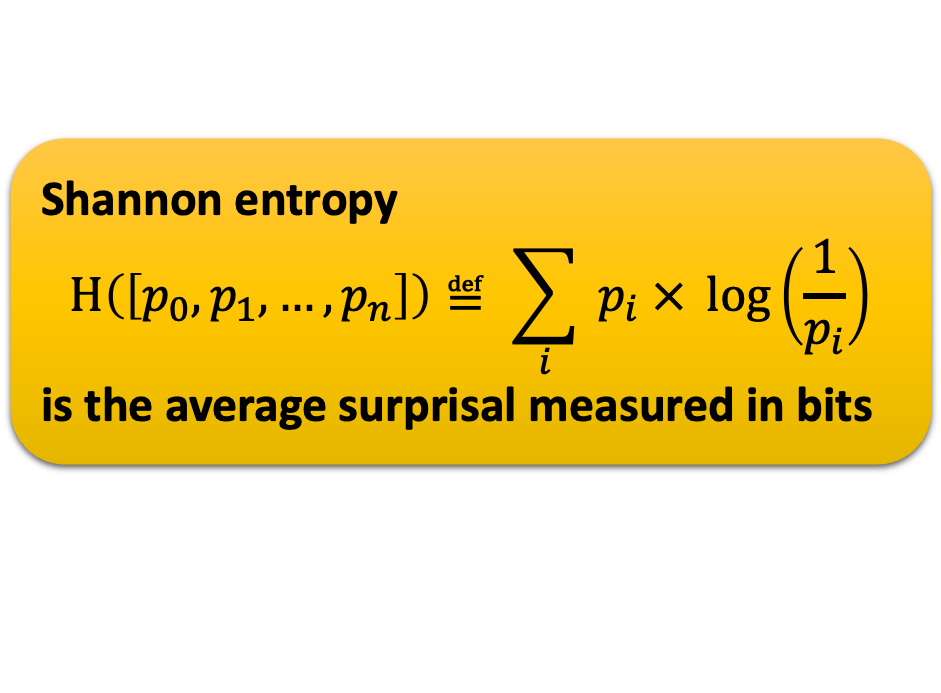 Shannon entropy
H([p₀, p₁, … , pₙ]) ≝ ∑ᵢ pᵢ × log(1/pᵢ)
is the average surprisal measured in bits